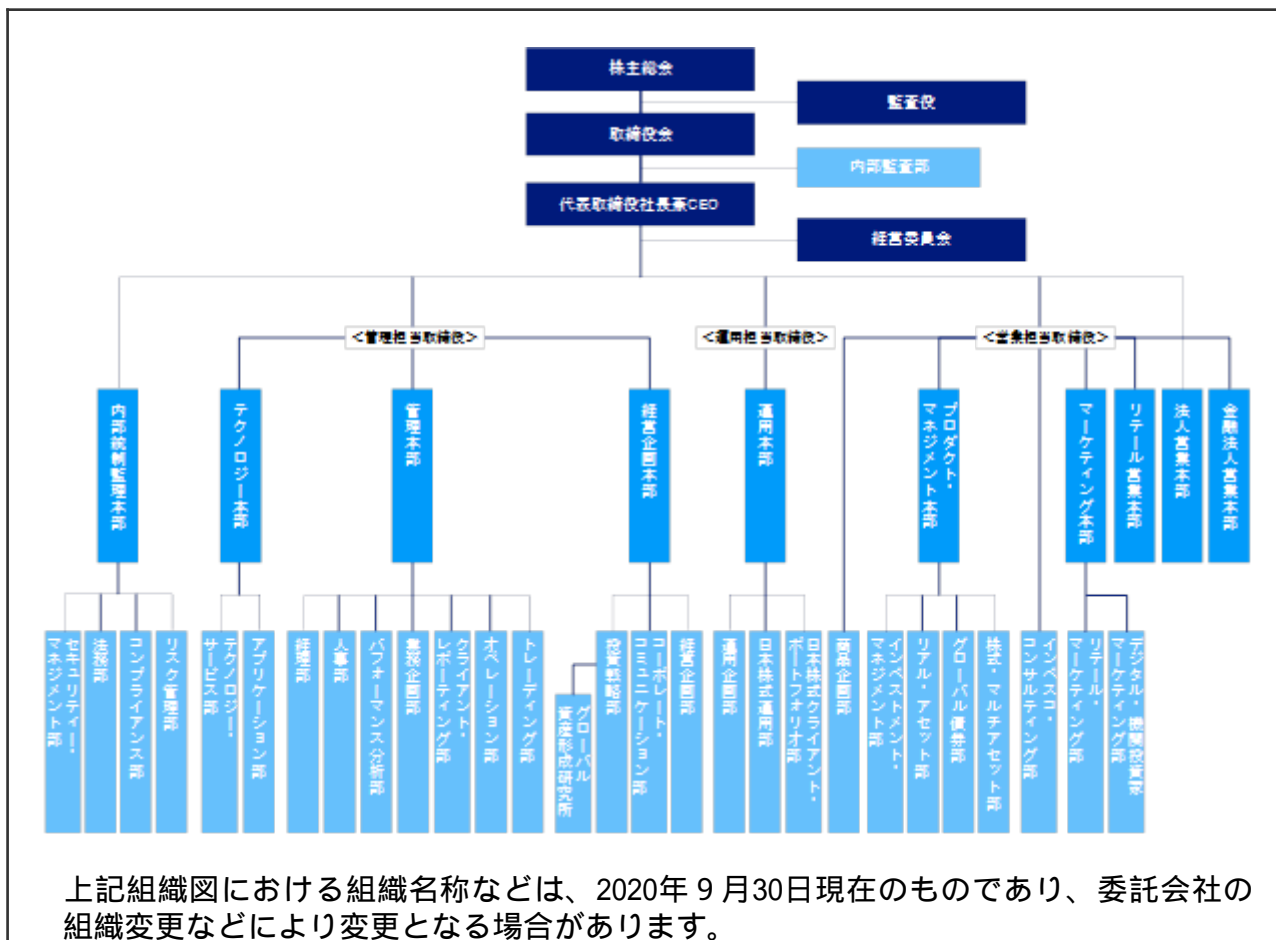 株主総会
監査役
取締役会
内部監査部
代表取締役社長兼CEO
経営委員会
＜管理担当取締役＞
＜運用担当取締役＞
＜営業担当取締役＞
内部統制監理本部
テクノロジー本部
管理本部
経営企画本部
運用本部
プロダクト・
マネジメント本部
マーケティング本部
リテール営業本部
法人営業本部
金融法人営業本部
セキュリティー・
マネジメント部
法務部
コンプライアンス部
リスク管理部
テクノロジー・
サービス部
アプリケーション部
経理部
人事部
パフォーマンス分析部
業務企画部
クライアント・
レポーティング部
オペレーション部
トレーディング部
グローバル
資産形成研究所
投資戦略部
コーポレート・
コミュニケーション部
経営企画部
運用企画部
日本株式運用部
日本株式クライアント・
ポートフォリオ部
商品企画部
インベストメント・
マネジメント部
リアル・アセット部
グローバル債券部
株式・マルチアセット部
インベスコ・
コンサルティング部
リテール・
マーケティング部
デジタル・機関投資家
マーケティング部
上記組織図における組織名称などは、2020年９月30日現在のものであり、委託会社の
組織変更などにより変更となる場合があります。